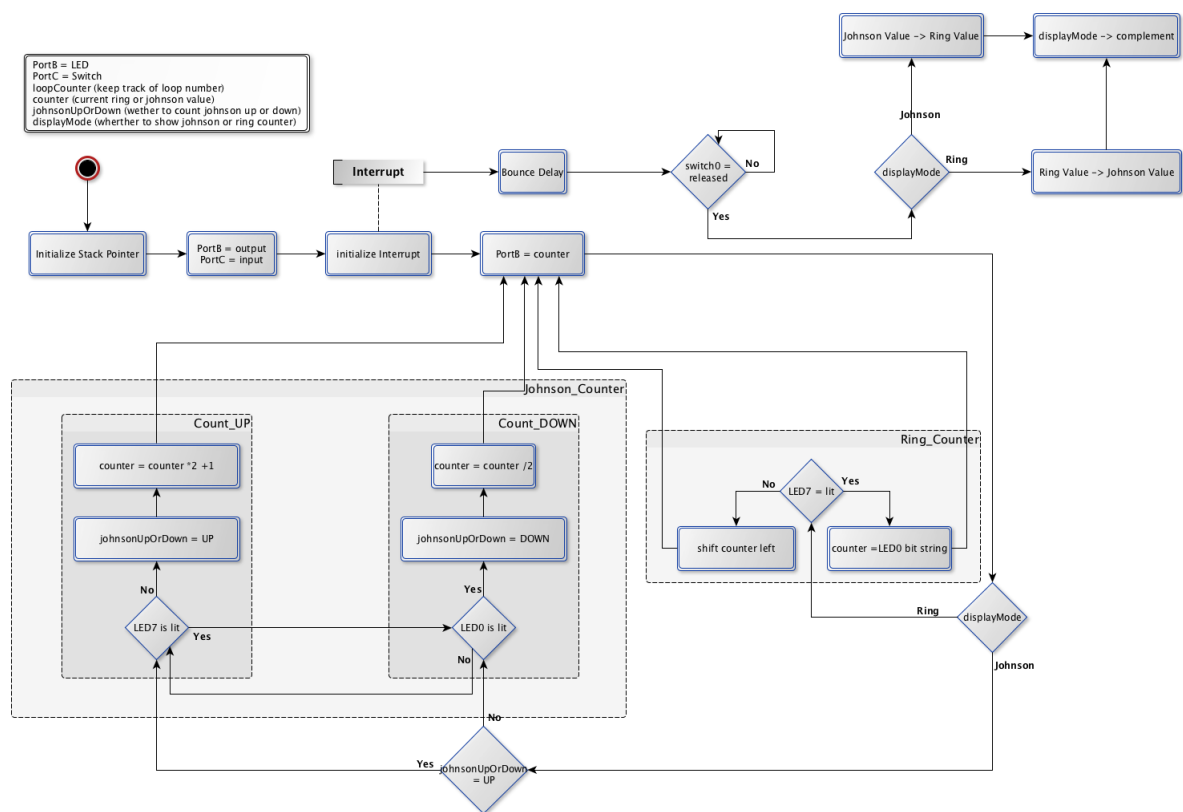 Johnson Value -> Ring Value
displayMode -> complement
PortB = LED
PortC = Switch
loopCounter (keep track of loop number)
counter (current ring or johnson value)
johnsonUpOrDown (wether to count johnson up or down)
displayMode (wherther to show johnson or ring counter)
Johnson
Interrupt
Bounce Delay
switch0 =
released
No
Yes
displayMode
Ring
Ring Value -> Johnson Value
Initialize Stack Pointer
PortB = output
PortC = input
initialize Interrupt
PortB = counter
Johnson_Counter
Count_UP
Count_DOWN
Ring_Counter
counter = counter *2 +1
counter = counter /2
No
LED7 = lit
Yes
johnsonUpOrDown = UP
johnsonUpOrDown = DOWN
shift counter left
counter =LED0 bit string
No
Yes
LED7 is lit
Yes
LED0 is lit
No
Ring
displayMode
Johnson
No
Yes
johnsonUpOrDown
= UP